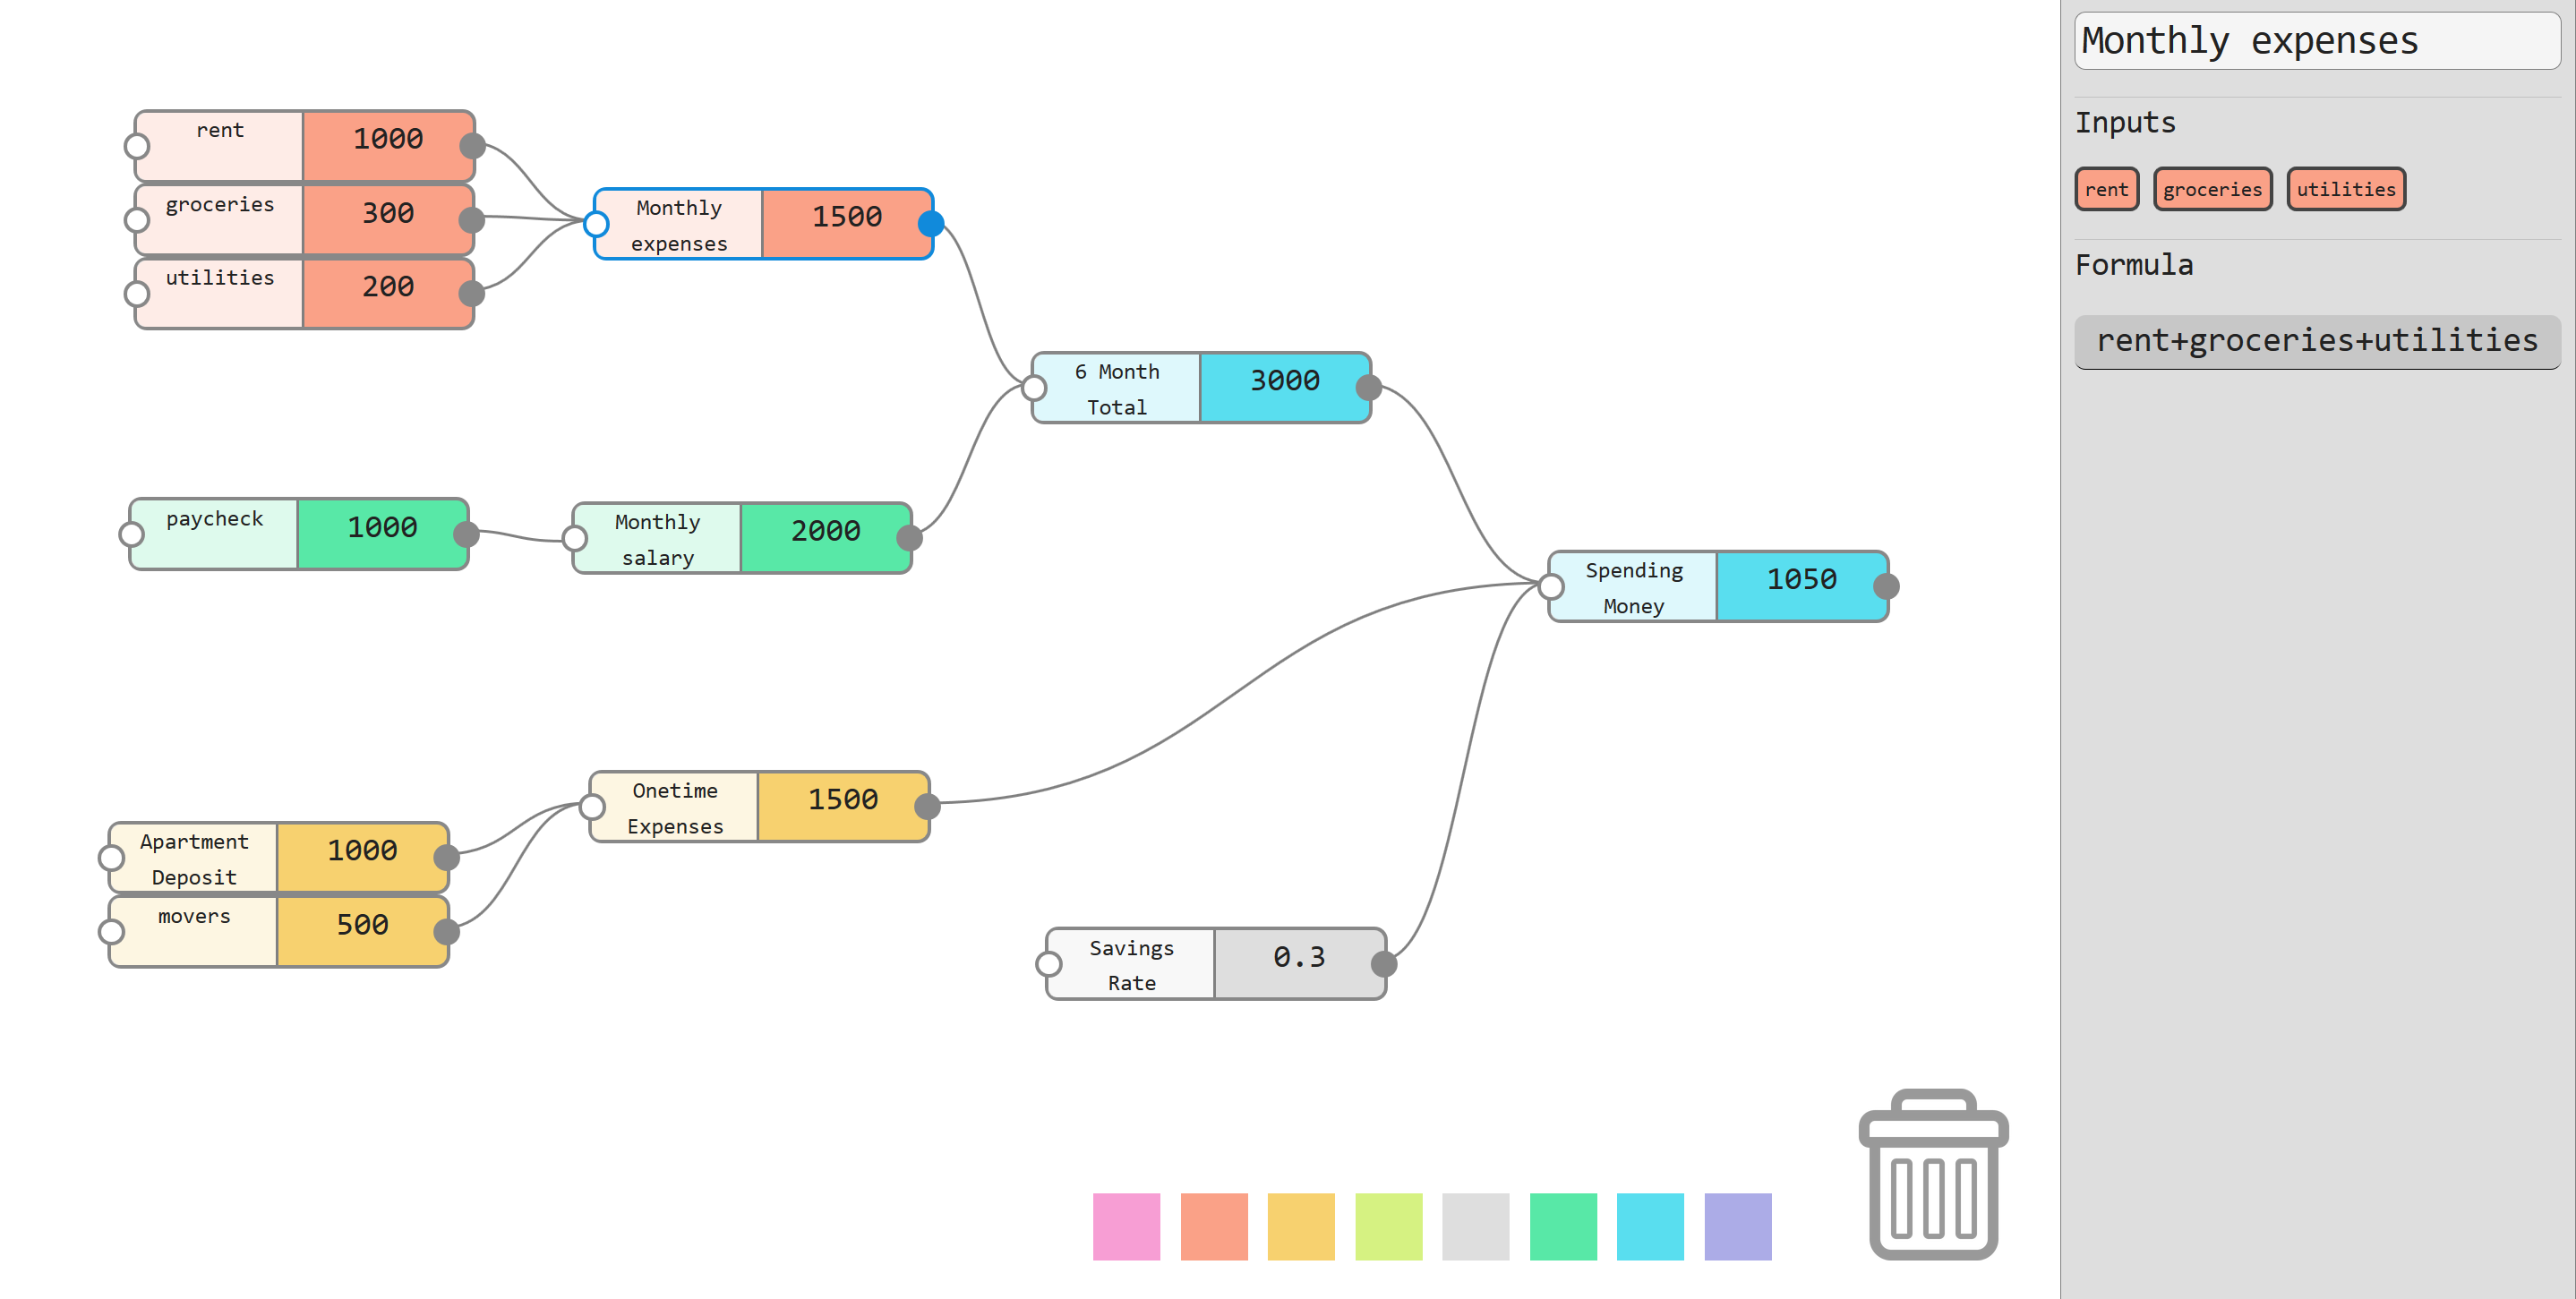 rent
1000
groceries
300
utilities
200
Monthly
expenses
1500
6 Month
Total
3000
paycheck
1000
Monthly
salary
2000
Spending
Money
1050
Onetime
Expenses
1500
Apartment
Deposit
1000
movers
500
Savings
Rate
0.3
Monthly expenses
Inputs
rent groceries utilities
Formula
rent+groceries+utilities